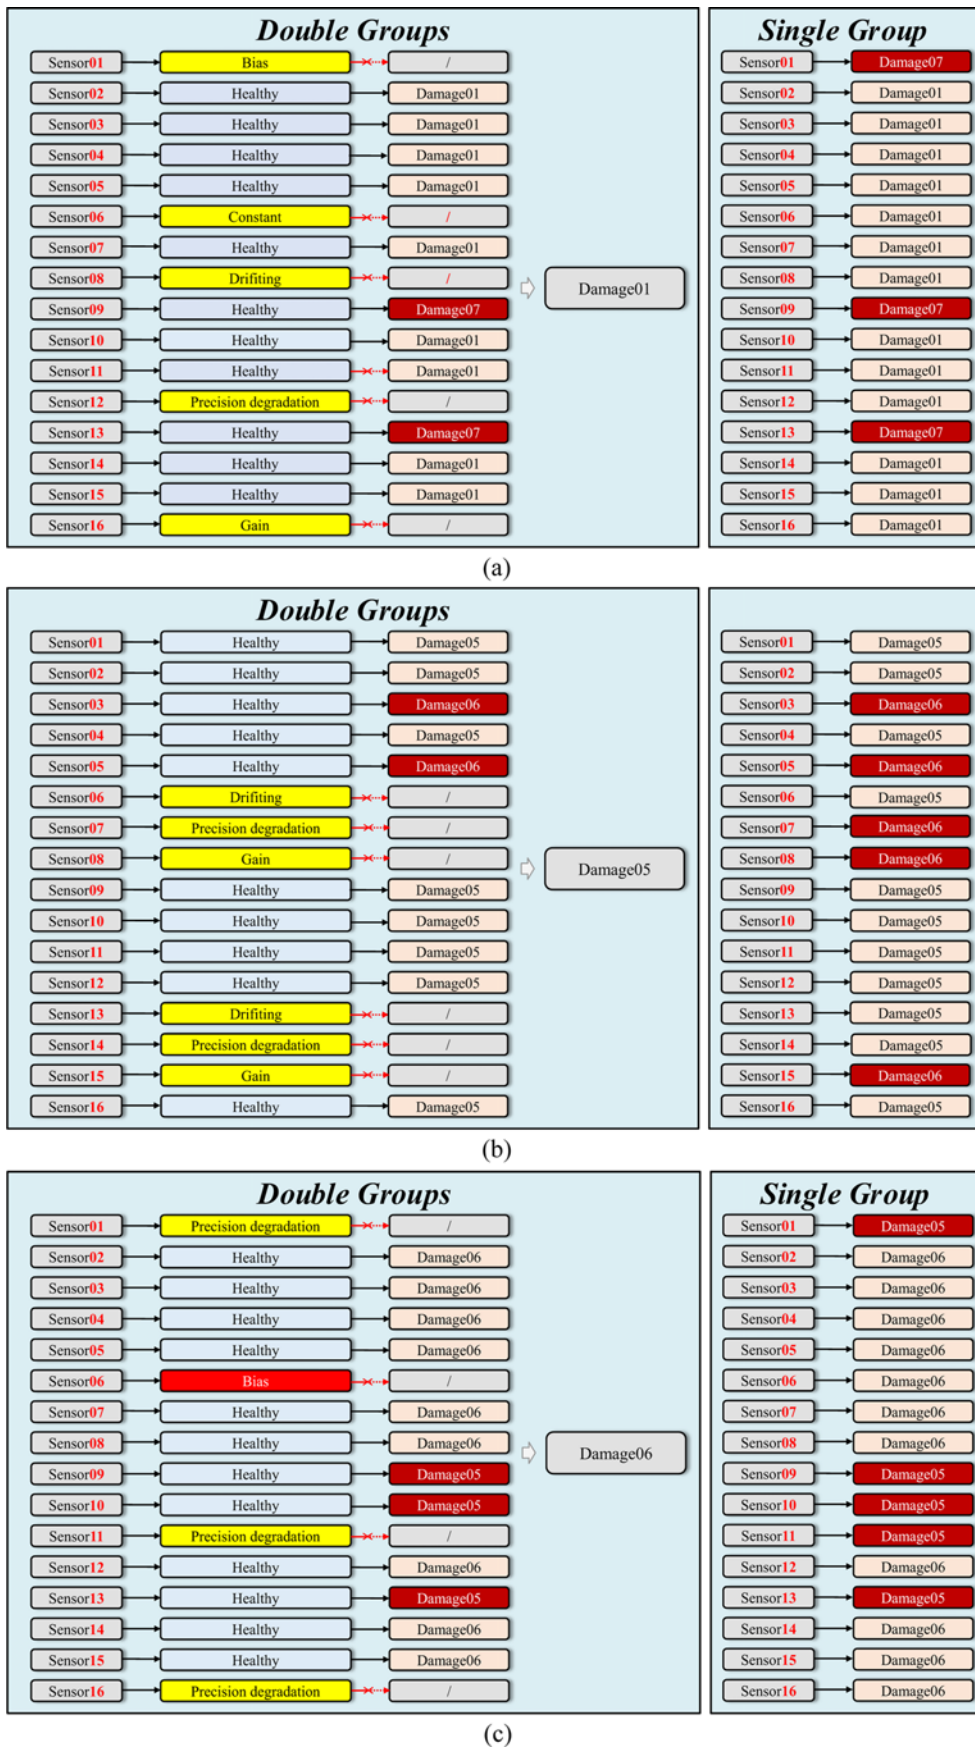 Double Groups Single Group
Sensor01 Bias / Sensor01 Damage07
Sensor02 Healthy Damage01 Sensor02 Damage01
Sensor03 Healthy Damage01 Sensor03 Damage01
Sensor04 Healthy Damage01 Sensor04 Damage01
Sensor05 Healthy Damage01 Sensor05 Damage01
Sensor06 Constant / Sensor06 Damage01
Sensor07 Healthy Damage01 Sensor07 Damage01
Sensor08 Drifiting / Sensor08 Damage01
Damage01
Sensor09 Healthy Damage07 Sensor09 Damage07
Sensor10 Healthy Damage01 Sensor10 Damage01
Sensor11 Healthy Damage01 Sensor11 Damage01
Sensor12 Precision degradation / Sensor12 Damage01
Sensor13 Healthy Damage07 Sensor13 Damage07
Sensor14 Healthy Damage01 Sensor14 Damage01
Sensor15 Healthy Damage01 Sensor15 Damage01
Sensor16 Gain / Sensor16 Damage01
(a)
Double Groups
Sensor01 Healthy Damage05 Sensor01 Damage05
Sensor02 Healthy Damage05 Sensor02 Damage05
Sensor03 Healthy Damage06 Sensor03 Damage06
Sensor04 Healthy Damage05 Sensor04 Damage05
Sensor05 Healthy Damage06 Sensor05 Damage06
Sensor06 Drifiting / Sensor06 Damage05
Sensor07 Precision degradation / Sensor07 Damage06
Sensor08 Gain / Sensor08 Damage06
Damage05
Sensor09 Healthy Damage05 Sensor09 Damage05
Sensor10 Healthy Damage05 Sensor10 Damage05
Sensor11 Healthy Damage05 Sensor11 Damage05
Sensor12 Healthy Damage05 Sensor12 Damage05
Sensor13 Drifiting / Sensor13 Damage05
Sensor14 Precision degradation / Sensor14 Damage05
Sensor15 Gain / Sensor15 Damage06
Sensor16 Healthy Damage05 Sensor16 Damage05
(b)
Double Groups Single Group
Sensor01 Precision degradation / Sensor01 Damage05
Sensor02 Healthy Damage06 Sensor02 Damage06
Sensor03 Healthy Damage06 Sensor03 Damage06
Sensor04 Healthy Damage06 Sensor04 Damage06
Sensor05 Healthy Damage06 Sensor05 Damage06
Sensor06 Bias / Sensor06 Damage06
Sensor07 Healthy Damage06 Sensor07 Damage06
Sensor08 Healthy Damage06 Sensor08 Damage06
Damage06
Sensor09 Healthy Damage05 Sensor09 Damage05
Sensor10 Healthy Damage05 Sensor10 Damage05
Sensor11 Precision degradation / Sensor11 Damage05
Sensor12 Healthy Damage06 Sensor12 Damage06
Sensor13 Healthy Damage05 Sensor13 Damage05
Sensor14 Healthy Damage06 Sensor14 Damage06
Sensor15 Healthy Damage06 Sensor15 Damage06
Sensor16 Precision degradation / Sensor16 Damage06
(c)